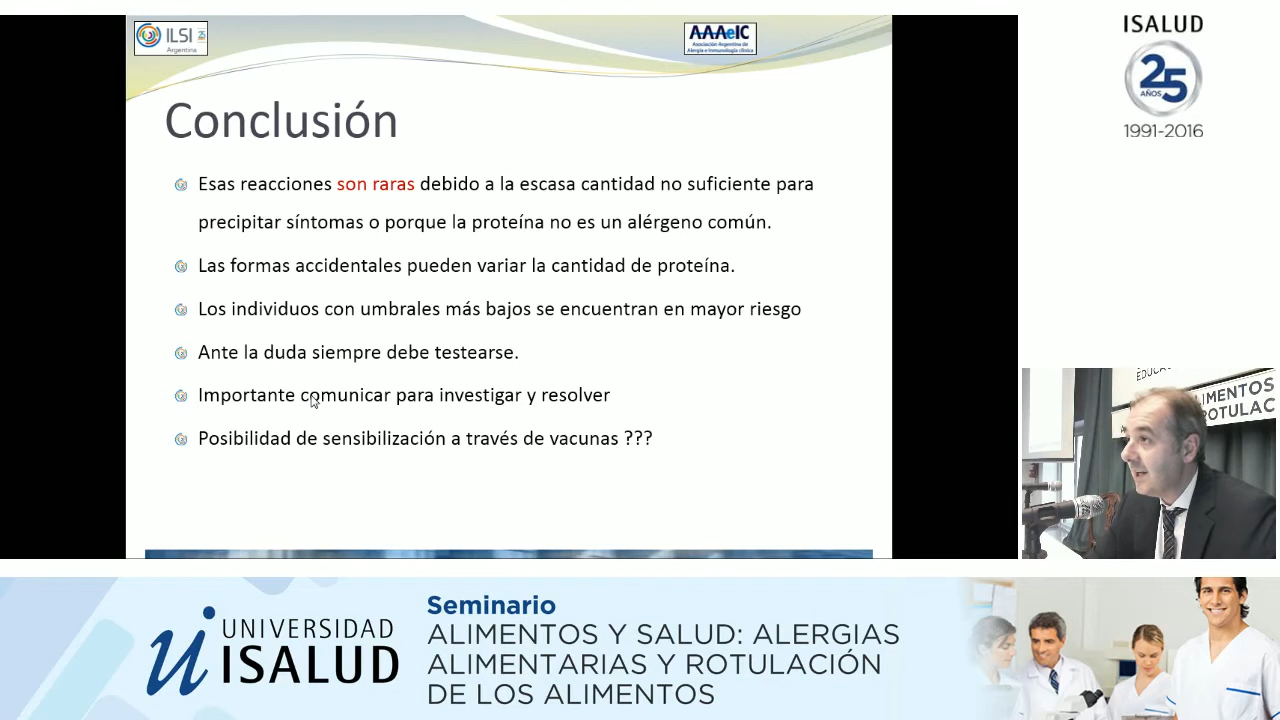 ILSI
Argentina
AAAeIC
Asociación Argentina de
Alergia e Inmunología Clínica
ISALUD
25
AÑOS
1991-2016
Conclusión
Esas reacciones son raras debido a la escasa cantidad no suficiente para
precipitar síntomas o porque la proteína no es un alérgeno común.
Las formas accidentales pueden variar la cantidad de proteína.
Los individuos con umbrales más bajos se encuentran en mayor riesgo
Ante la duda siempre debe testearse.
Importante comunicar para investigar y resolver
Posibilidad de sensibilización a través de vacunas ???
IMENTOS
ROTULAC
UNIVERSIDAD
ISALUD
Seminario
ALIMENTOS Y SALUD: ALERGIAS
ALIMENTARIAS Y ROTULACIÓN
DE LOS ALIMENTOS